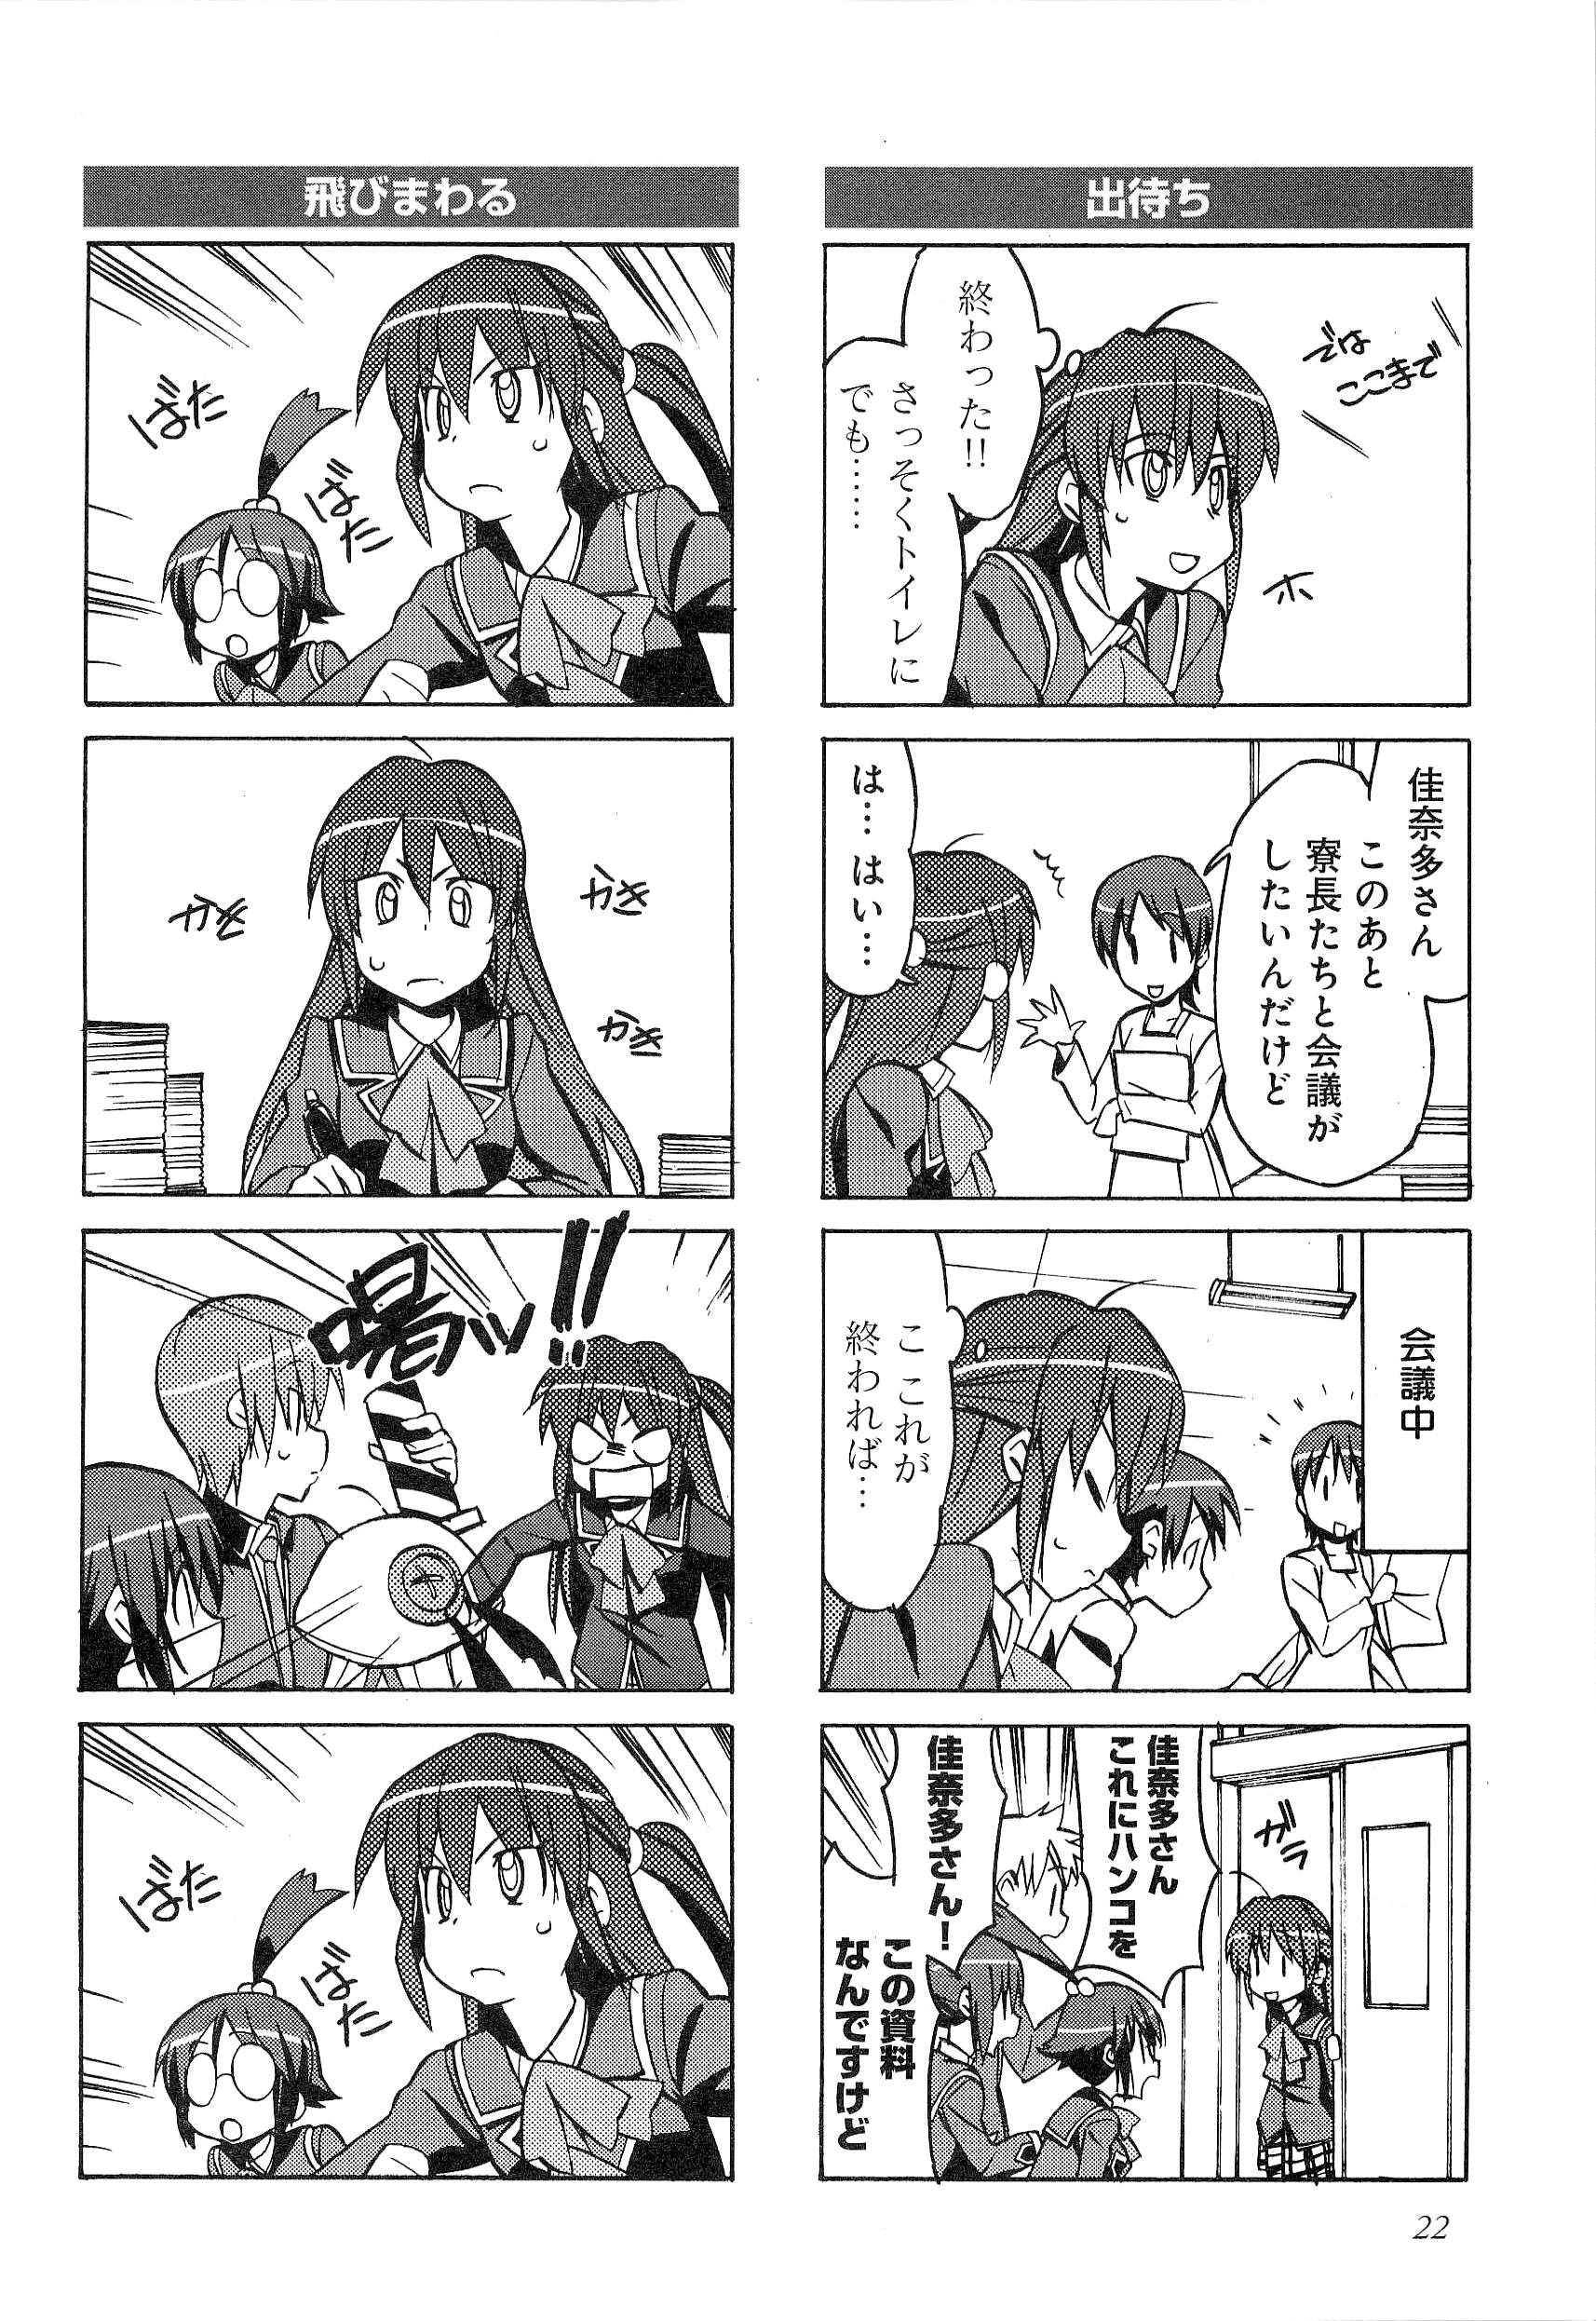 出待ち
では
ここまで
終わった!!
さっそくトイレに
でも……
ホ
佳奈多さん
このあと
寮長たちと会議が
したいんだけど
は… はい…
会議中
こ これが
終われば…
ガラ
佳奈多さん
これにハンコを
佳奈多さん!
この資料
なんですけど
飛びまわる
ばた
ばた
かき
かき
かき
喝ッ!!
ばた
ばた
22